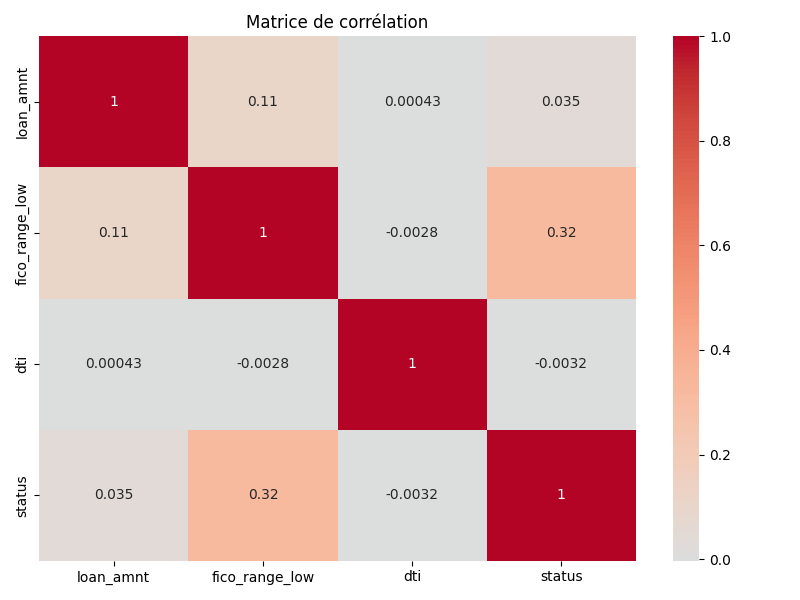 Matrice de corrélation
loan_amnt 1 0.11 0.00043 0.035
fico_range_low 0.11 1 -0.0028 0.32
dti 0.00043 -0.0028 1 -0.0032
status 0.035 0.32 -0.0032 1
loan_amnt fico_range_low dti status
1.0
0.8
0.6
0.4
0.2
0.0